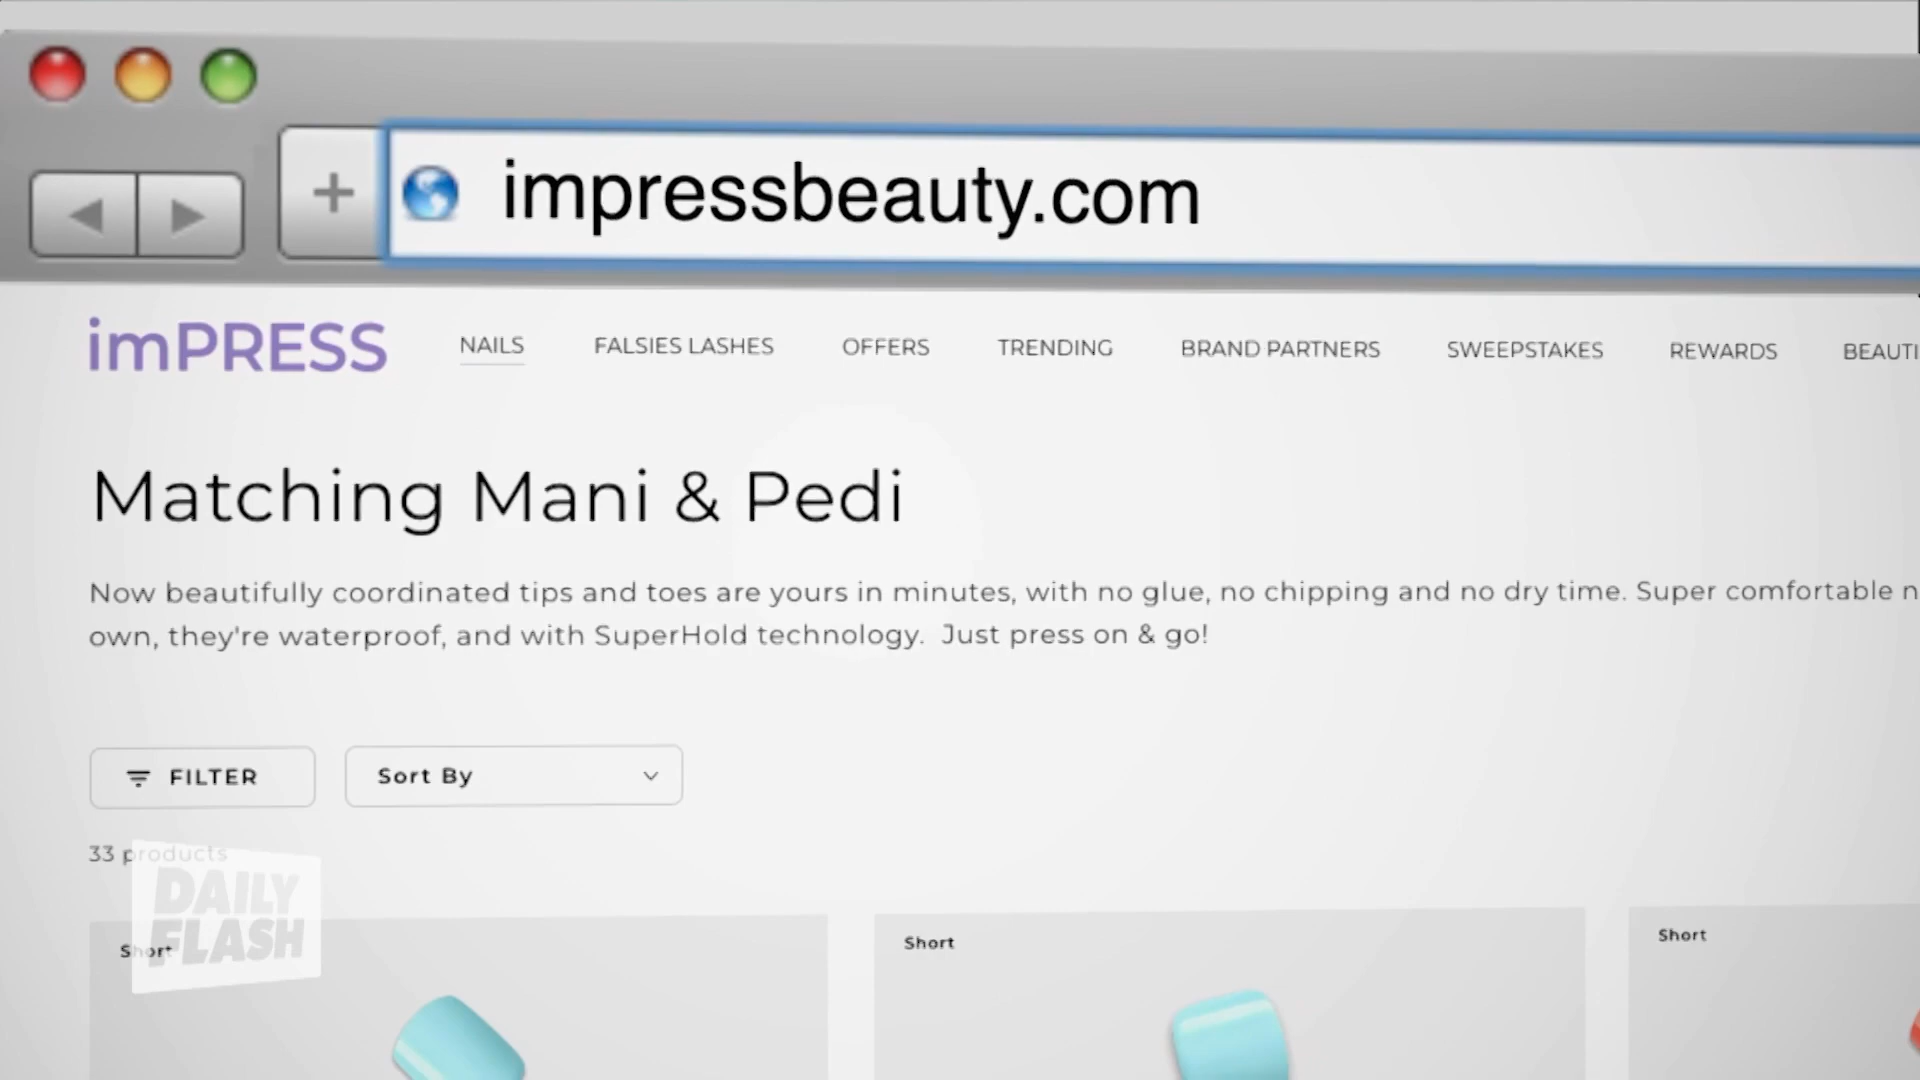 impressbeauty.com
imPRESS NAILS FALSIES LASHES OFFERS TRENDING BRAND PARTNERS SWEEPSTAKES REWARDS BEAUTI
Matching Mani & Pedi
Now beautifully coordinated tips and toes are yours in minutes, with no glue, no chipping and no dry time. Super comfortable n
own, they're waterproof, and with SuperHold technology. Just press on & go!
FILTER Sort By
33 products
DAILY
FLASH
Short Short Short